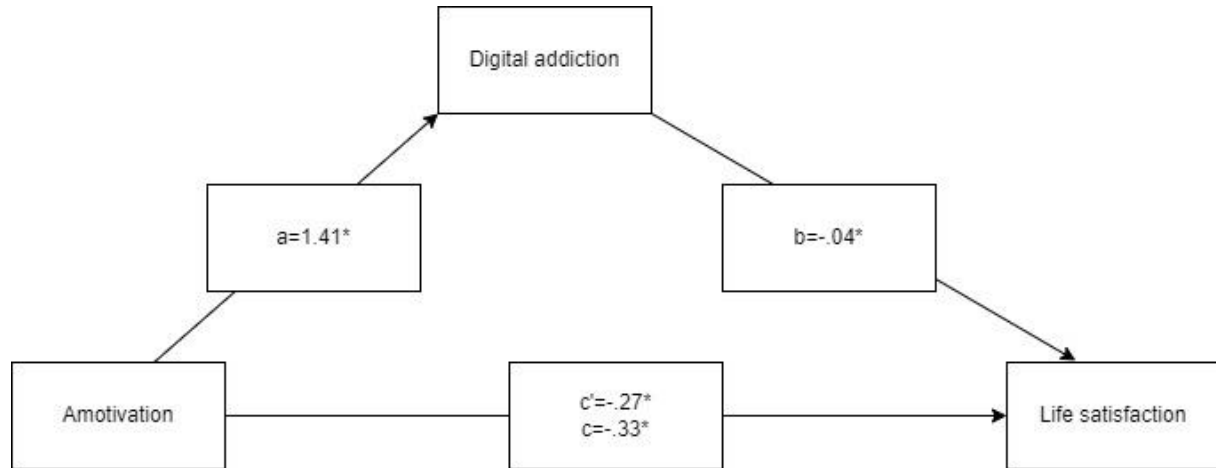 Digital addiction
a=1.41*
b=-.04*
Amotivation
c'=-.27*
c=-.33*
Life satisfaction